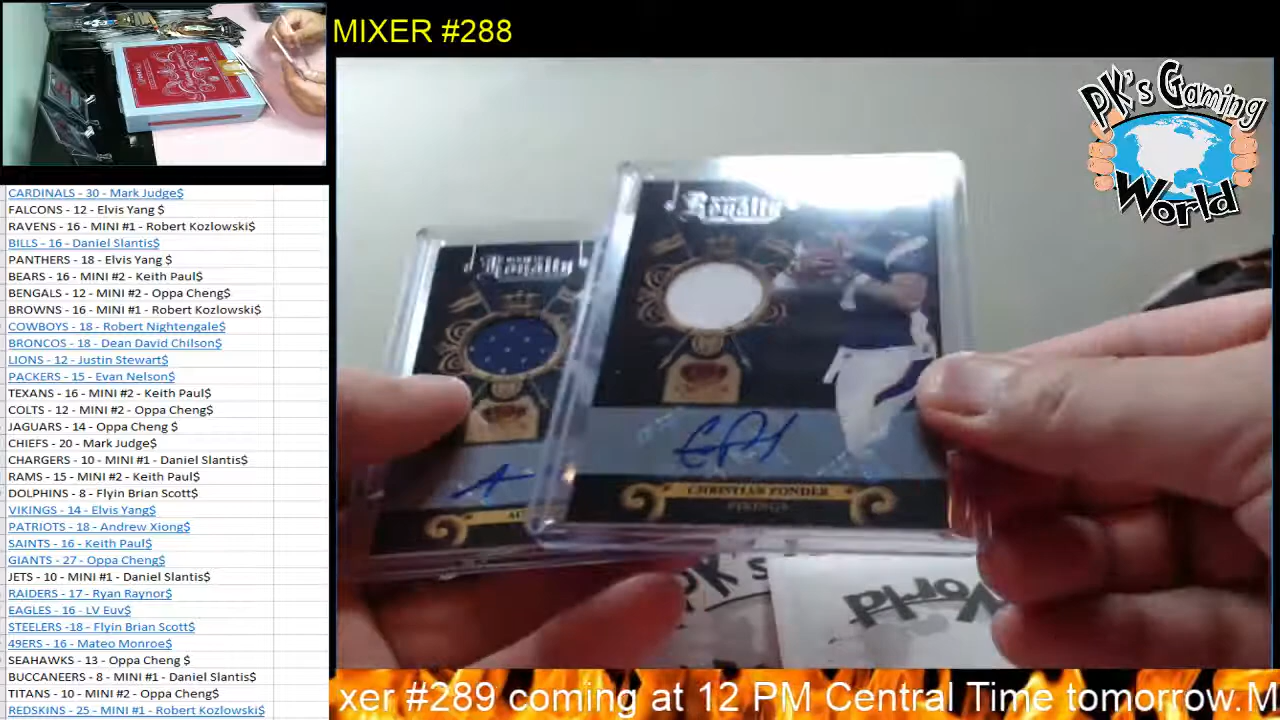 MIXER #288
PK's Gaming
World
CARDINALS - 30 - Mark Judge$
FALCONS - 12 - Elvis Yang $
RAVENS - 16 - MINI #1 - Robert Kozlowski$
BILLS - 16 - Daniel Slantis$
PANTHERS - 18 - Elvis Yang $
BEARS - 16 - MINI #2 - Keith Paul$
BENGALS - 12 - MINI #2 - Oppa Cheng$
BROWNS - 16 - MINI #1 - Robert Kozlowski$
COWBOYS - 18 - Robert Nightengale$
BRONCOS - 18 - Dean David Chilson$
LIONS - 12 - Justin Stewart$
PACKERS - 15 - Evan Nelson$
TEXANS - 16 - MINI #2 - Keith Paul$
COLTS - 12 - MINI #2 - Oppa Cheng$
JAGUARS - 14 - Oppa Cheng $
CHIEFS - 20 - Mark Judge$
CHARGERS - 10 - MINI #1 - Daniel Slantis$
RAMS - 15 - MINI #2 - Keith Paul$
DOLPHINS - 8 - Flyin Brian Scott$
VIKINGS - 14 - Elvis Yang$
PATRIOTS - 18 - Andrew Xiong$
SAINTS - 16 - Keith Paul$
GIANTS - 27 - Oppa Cheng$
JETS - 10 - MINI #1 - Daniel Slantis$
RAIDERS - 17 - Ryan Raynor$
EAGLES - 16 - LV Euv$
STEELERS -18 - Flyin Brian Scott$
49ERS - 16 - Mateo Monroe$
SEAHAWKS - 13 - Oppa Cheng $
BUCCANEERS - 8 - MINI #1 - Daniel Slantis$
TITANS - 10 - MINI #2 - Oppa Cheng$
REDSKINS - 25 - MINI #1 - Robert Kozlowski$
Royalty
Royalty
CHRISTIAN PONDER
VIKINGS
PK's
World
xer #289 coming at 12 PM Central Time tomorrow.M